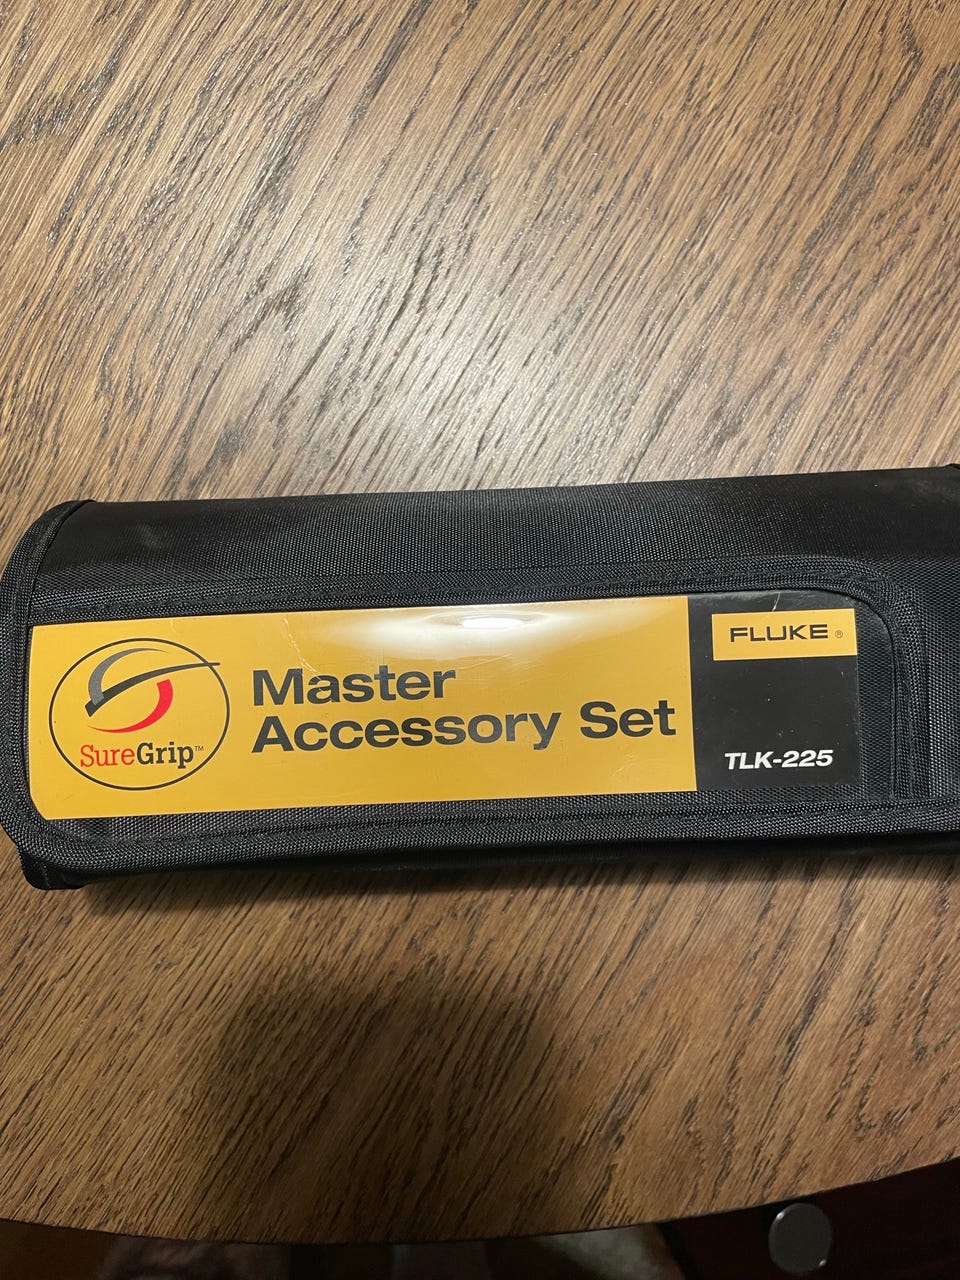 SureGrip™
Master
Accessory Set
FLUKE®
TLK-225